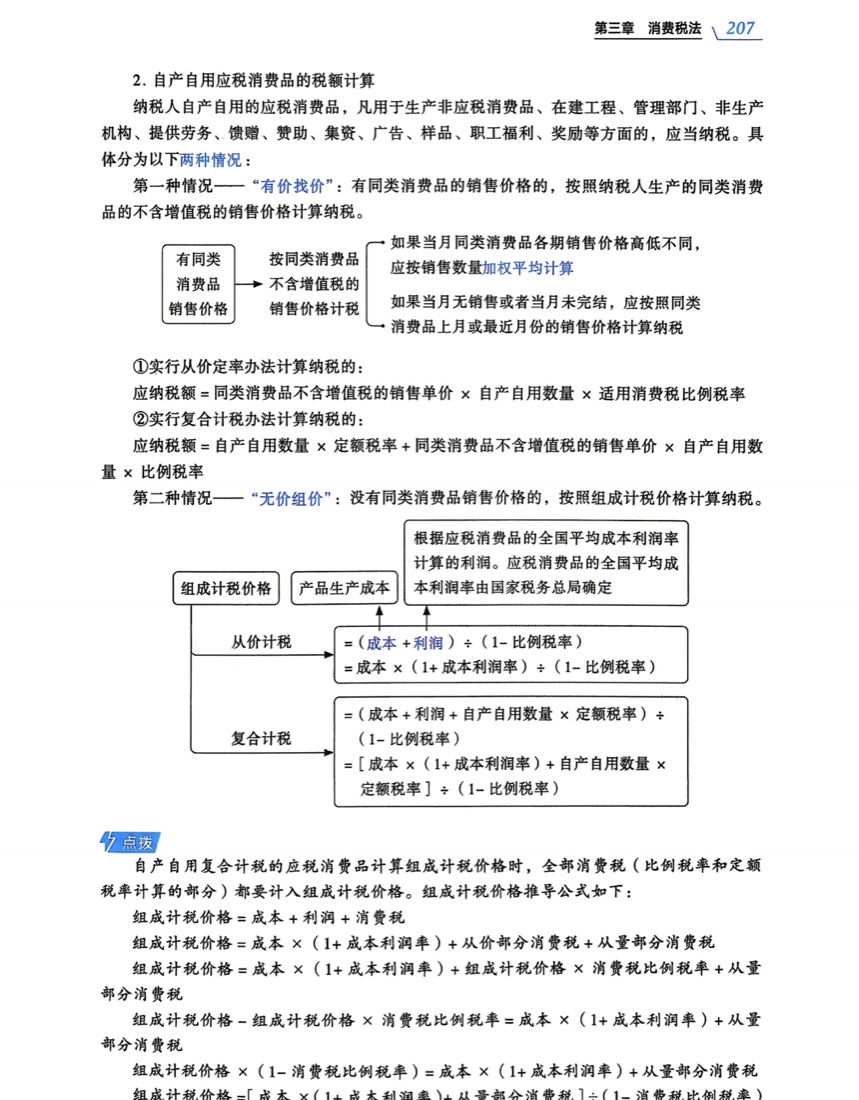 第三章 消费税法 207
2. 自产自用应税消费品的税额计算
纳税人自产自用的应税消费品，凡用于生产非应税消费品、在建工程、管理部门、非生产
机构、提供劳务、馈赠、赞助、集资、广告、样品、职工福利、奖励等方面的，应当纳税。具
体分为以下两种情况：
第一种情况——“有价找价”：有同类消费品的销售价格的，按照纳税人生产的同类消费
品的不含增值税的销售价格计算纳税。
有同类
消费品
销售价格
按同类消费品
不含增值税的
销售价格计税
如果当月同类消费品各期销售价格高低不同，
应按销售数量加权平均计算
如果当月无销售或者当月未完结，应按照同类
消费品上月或最近月份的销售价格计算纳税
①实行从价定率办法计算纳税的：
应纳税额 = 同类消费品不含增值税的销售单价 × 自产自用数量 × 适用消费税比例税率
②实行复合计税办法计算纳税的：
应纳税额 = 自产自用数量 × 定额税率 + 同类消费品不含增值税的销售单价 × 自产自用数
量 × 比例税率
第二种情况——“无价组价”：没有同类消费品销售价格的，按照组成计税价格计算纳税。
根据应税消费品的全国平均成本利润率
计算的利润。应税消费品的全国平均成
本利润率由国家税务总局确定
组成计税价格
产品生产成本
从价计税
=（成本 + 利润）÷（1- 比例税率）
= 成本 ×（1+ 成本利润率）÷（1- 比例税率）
复合计税
=（成本 + 利润 + 自产自用数量 × 定额税率）÷
（1- 比例税率）
=［成本 ×（1+ 成本利润率）+ 自产自用数量 ×
定额税率］÷（1- 比例税率）
点拨
自产自用复合计税的应税消费品计算组成计税价格时，全部消费税（比例税率和定额
税率计算的部分）都要计入组成计税价格。组成计税价格推导公式如下：
组成计税价格 = 成本 + 利润 + 消费税
组成计税价格 = 成本 ×（1+ 成本利润率）+ 从价部分消费税 + 从量部分消费税
组成计税价格 = 成本 ×（1+ 成本利润率）+ 组成计税价格 × 消费税比例税率 + 从量
部分消费税
组成计税价格 - 组成计税价格 × 消费税比例税率 = 成本 ×（1+ 成本利润率）+ 从量
部分消费税
组成计税价格 ×（1- 消费税比例税率）= 成本 ×（1+ 成本利润率）+ 从量部分消费税
组成计税价格 =［成本 ×（1+ 成本利润率）+ 从量部分消费税］÷（1- 消费税比例税率）